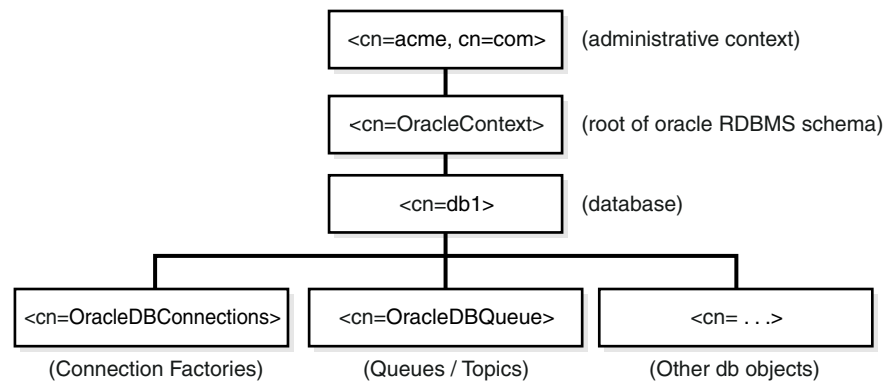 <cn=acme, cn=com> (administrative context)
<cn=OracleContext> (root of oracle RDBMS schema)
<cn=db1> (database)
<cn=OracleDBConnections> <cn=OracleDBQueue> <cn= . . .>
(Connection Factories) (Queues / Topics) (Other db objects)